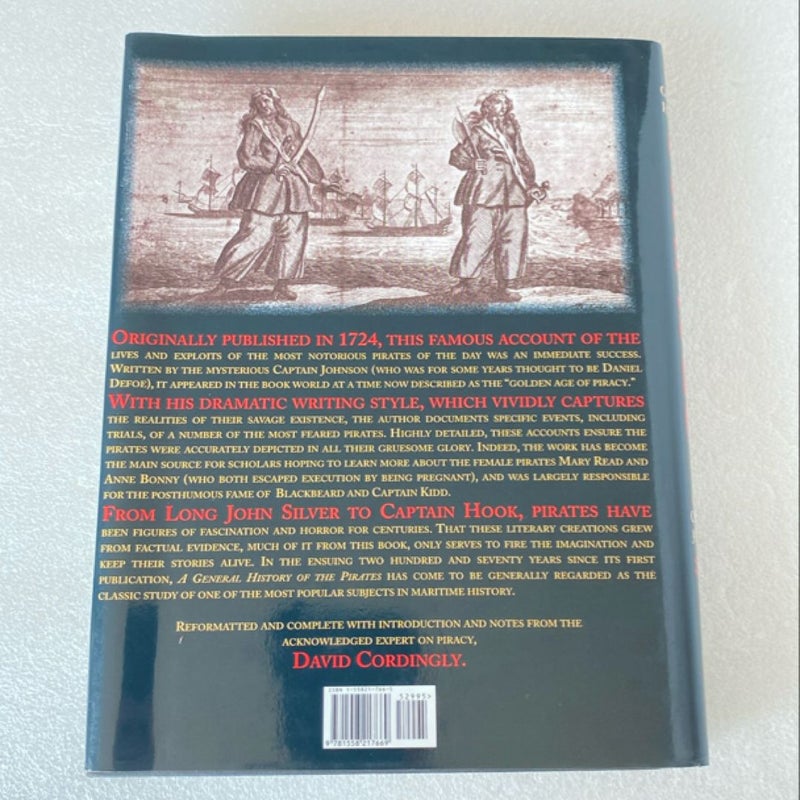 Originally published in 1724, this famous account of the
lives and exploits of the most notorious pirates of the day was an immediate success.
Written by the mysterious Captain Johnson (who was for some years thought to be Daniel
Defoe), it appeared in the book world at a time now described as the “golden age of piracy.”
With his dramatic writing style, which vividly captures
the realities of their savage existence, the author documents specific events, including
trials, of a number of the most feared pirates. Highly detailed, these accounts ensure the
pirates were accurately depicted in all their gruesome glory. Indeed, the work has become
the main source for scholars hoping to learn more about the female pirates Mary Read and
Anne Bonny (who both escaped execution by being pregnant), and was largely responsible
for the posthumous fame of Blackbeard and Captain Kidd.
From Long John Silver to Captain Hook, pirates have
been figures of fascination and horror for centuries. That these literary creations grew
from factual evidence, much of it from this book, only serves to fire the imagination and
keep their stories alive. In the ensuing two hundred and seventy years since its first
publication, A General History of the Pirates has come to be generally regarded as the
classic study of one of the most popular subjects in maritime history.
Reformatted and complete with introduction and notes from the
acknowledged expert on piracy,
David Cordingly.
ISBN 1-55821-766-5
52995>
9 781558 217669